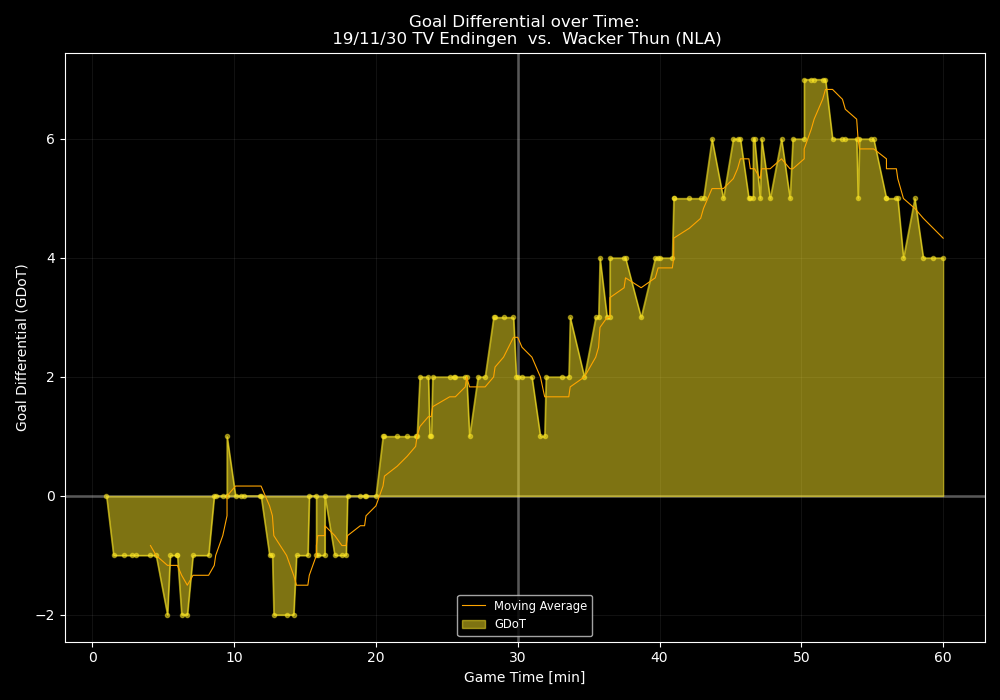 Goal Differential over Time:
19/11/30 TV Endingen  vs.  Wacker Thun (NLA)
Goal Differential (GDoT)
6
4
2
0
−2
0
10
20
30
40
50
60
Game Time [min]
Moving Average
GDoT